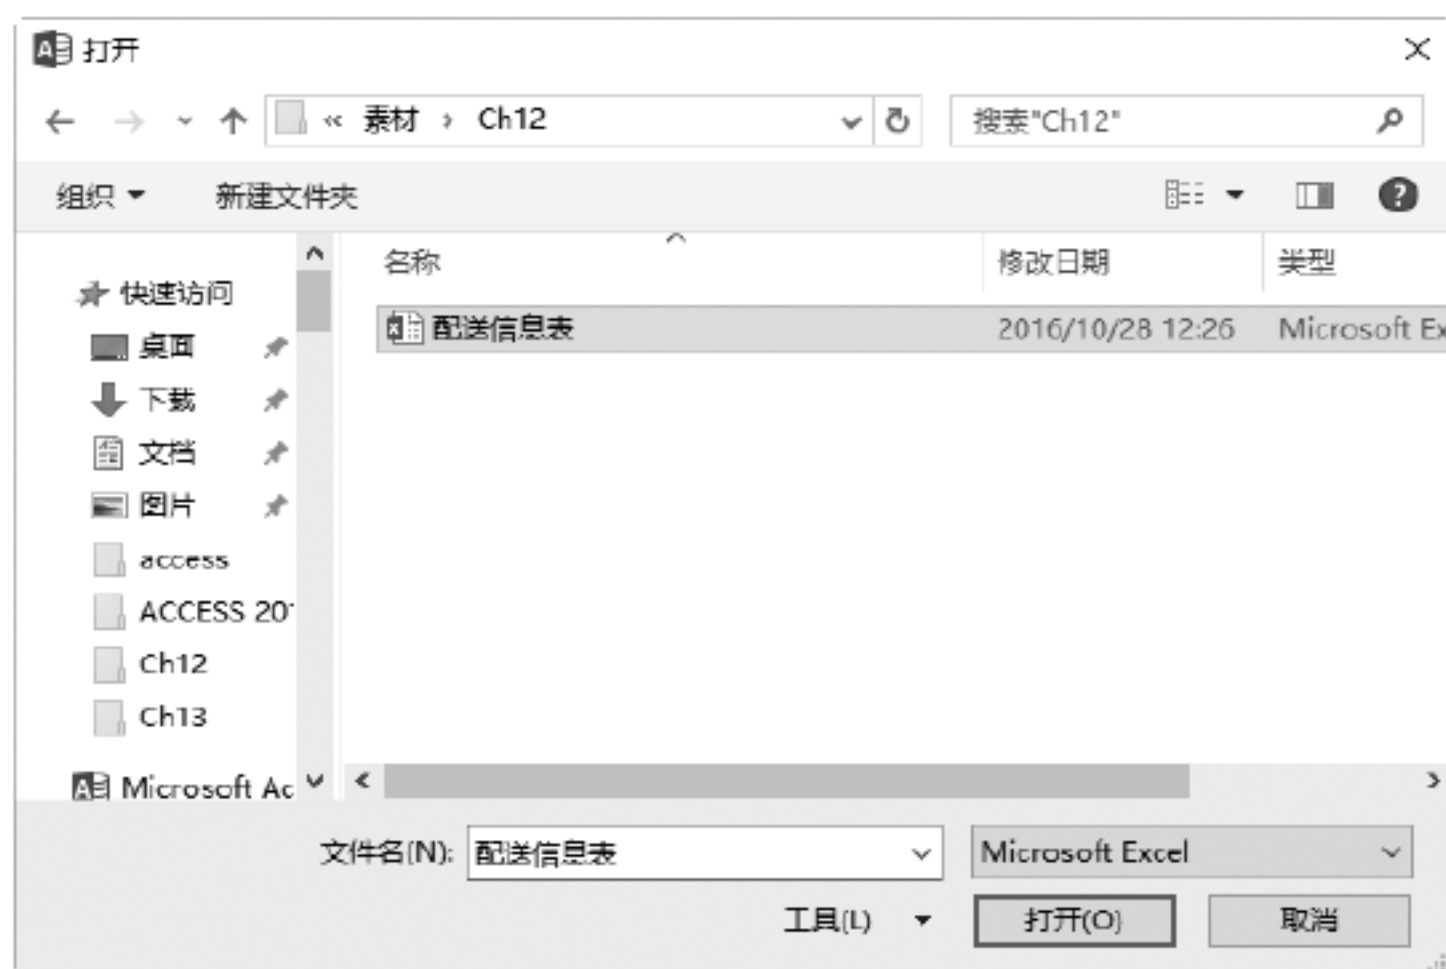 打开
« 素材 › Ch12
搜索"Ch12"
组织
新建文件夹
名称
修改日期
类型
快速访问
桌面
下载
文档
图片
access
ACCESS 20
Ch12
Ch13
Microsoft Ac
配送信息表
2016/10/28 12:26
Microsoft Ex
文件名(N):
配送信息表
Microsoft Excel
工具(L)
打开(O)
取消